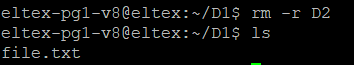 eltex-pg1-v8@eltex:~/D1$ rm -r D2
eltex-pg1-v8@eltex:~/D1$ ls
file.txt